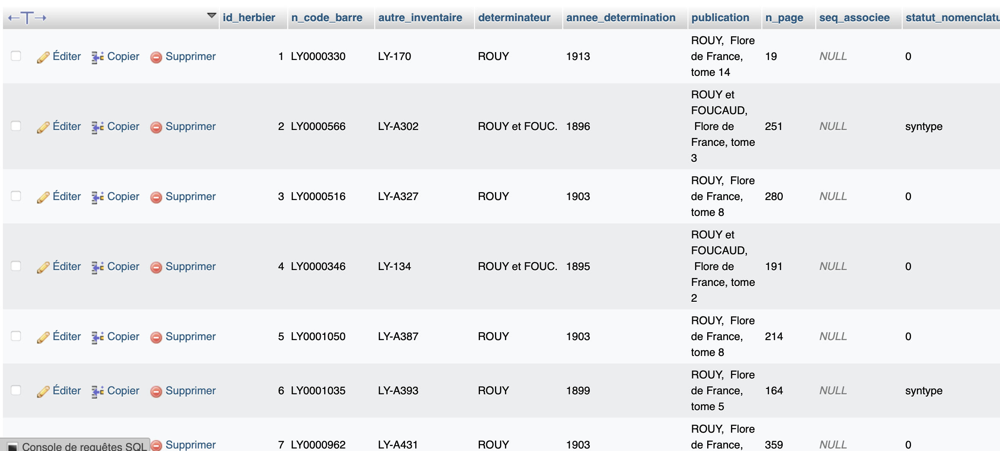 id_herbier n_code_barre autre_inventaire determinateur annee_determination publication n_page seq_associee statut_nomenclatu
Éditer Copier Supprimer 1 LY0000330 LY-170 ROUY 1913 ROUY,  Flore de France, tome 14 19 NULL 0
Éditer Copier Supprimer 2 LY0000566 LY-A302 ROUY et FOUC. 1896 ROUY et FOUCAUD,  Flore de France, tome 3 251 NULL syntype
Éditer Copier Supprimer 3 LY0000516 LY-A327 ROUY 1903 ROUY,  Flore de France, tome 8 280 NULL 0
Éditer Copier Supprimer 4 LY0000346 LY-134 ROUY et FOUC. 1895 ROUY et FOUCAUD,  Flore de France, tome 2 191 NULL 0
Éditer Copier Supprimer 5 LY0001050 LY-A387 ROUY 1903 ROUY,  Flore de France, tome 8 214 NULL 0
Éditer Copier Supprimer 6 LY0001035 LY-A393 ROUY 1899 ROUY,  Flore de France, tome 5 164 NULL syntype
Supprimer 7 LY0000962 LY-A431 ROUY 1903 ROUY,  Flore de France, 359 NULL 0
Console de requêtes SQL